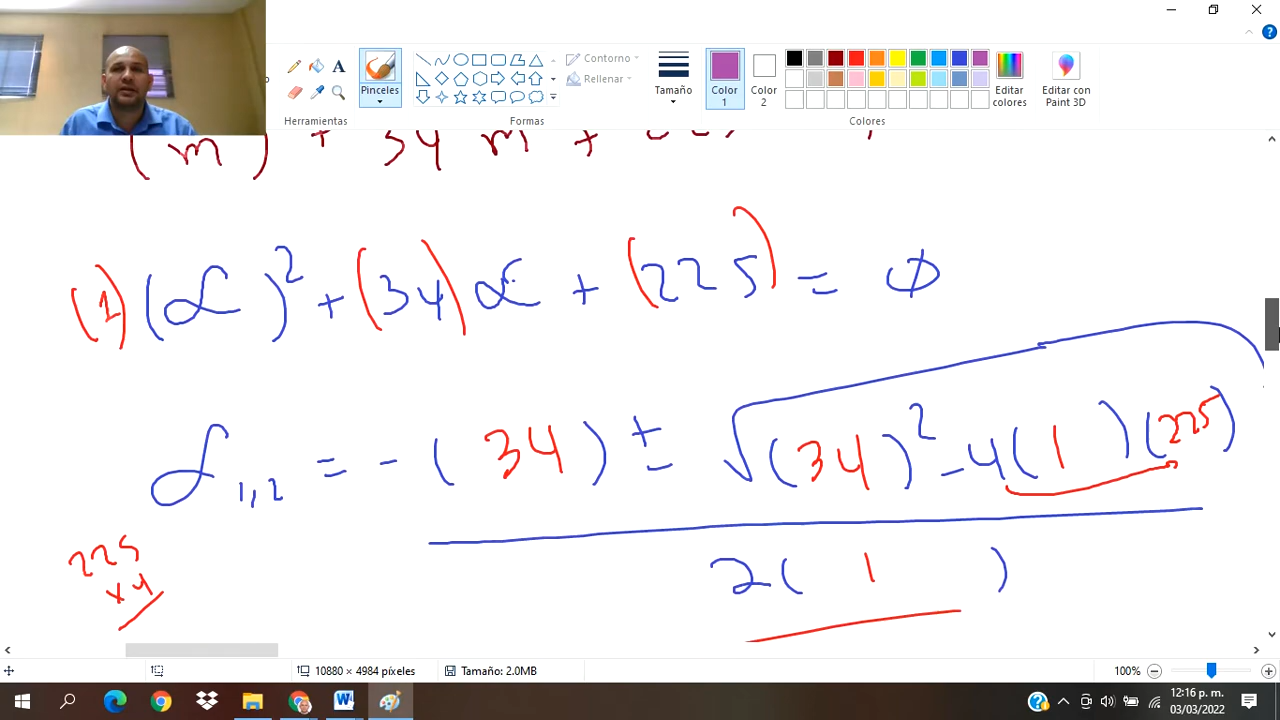 Contorno
Rellenar
Pinceles
Tamaño
Color 1
Color 2
Editar colores
Editar con Paint 3D
Herramientas
Formas
Colores
( m ) + 34 m +
(1)(α)² + (34)α + (225) = ϕ
α 1,2 = -( 34 ) ± √(34)² - 4(1)(225)
2( 1 )
225
x4
10880 × 4984 píxeles
Tamaño: 2.0MB
100%
12:16 p. m.
03/03/2022